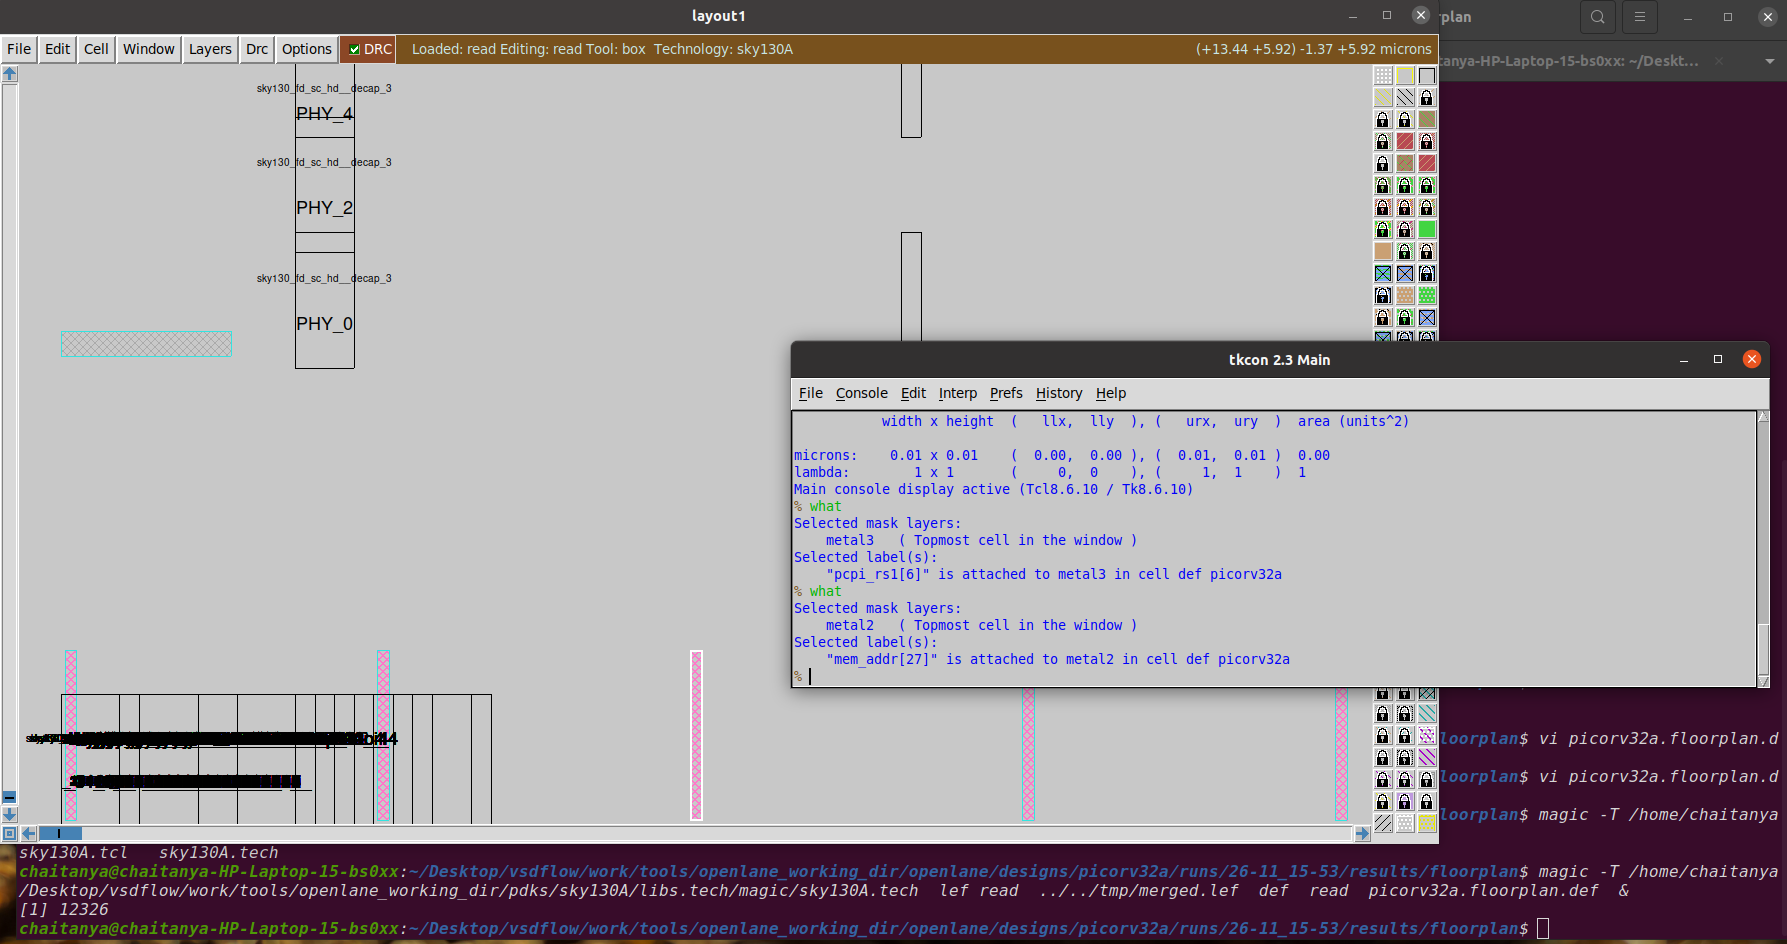 layout1
File Edit Cell Window Layers Drc Options DRC Loaded: read Editing: read Tool: box Technology: sky130A (+13.44 +5.92) -1.37 +5.92 microns
rplan
tanya-HP-Laptop-15-bs0xx: ~/Deskt...
sky130_fd_sc_hd__decap_3
PHY_4
sky130_fd_sc_hd__decap_3
PHY_2
sky130_fd_sc_hd__decap_3
PHY_0
tkcon 2.3 Main
File Console Edit Interp Prefs History Help
width x height ( llx, lly ), ( urx, ury ) area (units^2)
microns: 0.01 x 0.01 ( 0.00, 0.00 ), ( 0.01, 0.01 ) 0.00
lambda: 1 x 1 ( 0, 0 ), ( 1, 1 ) 1
Main console display active (Tcl8.6.10 / Tk8.6.10)
% what
Selected mask layers:
metal3 ( Topmost cell in the window )
Selected label(s):
"pcpi_rs1[6]" is attached to metal3 in cell def picorv32a
% what
Selected mask layers:
metal2 ( Topmost cell in the window )
Selected label(s):
"mem_addr[27]" is attached to metal2 in cell def picorv32a
%
loorplan$ vi picorv32a.floorplan.d
loorplan$ vi picorv32a.floorplan.d
loorplan$ magic -T /home/chaitanya
sky130A.tcl sky130A.tech
chaitanya@chaitanya-HP-Laptop-15-bs0xx:~/Desktop/vsdflow/work/tools/openlane_working_dir/openlane/designs/picorv32a/runs/26-11_15-53/results/floorplan$ magic -T /home/chaitanya
/Desktop/vsdflow/work/tools/openlane_working_dir/pdks/sky130A/libs.tech/magic/sky130A.tech lef read ../../tmp/merged.lef def read picorv32a.floorplan.def &
[1] 12326
chaitanya@chaitanya-HP-Laptop-15-bs0xx:~/Desktop/vsdflow/work/tools/openlane_working_dir/openlane/designs/picorv32a/runs/26-11_15-53/results/floorplan$